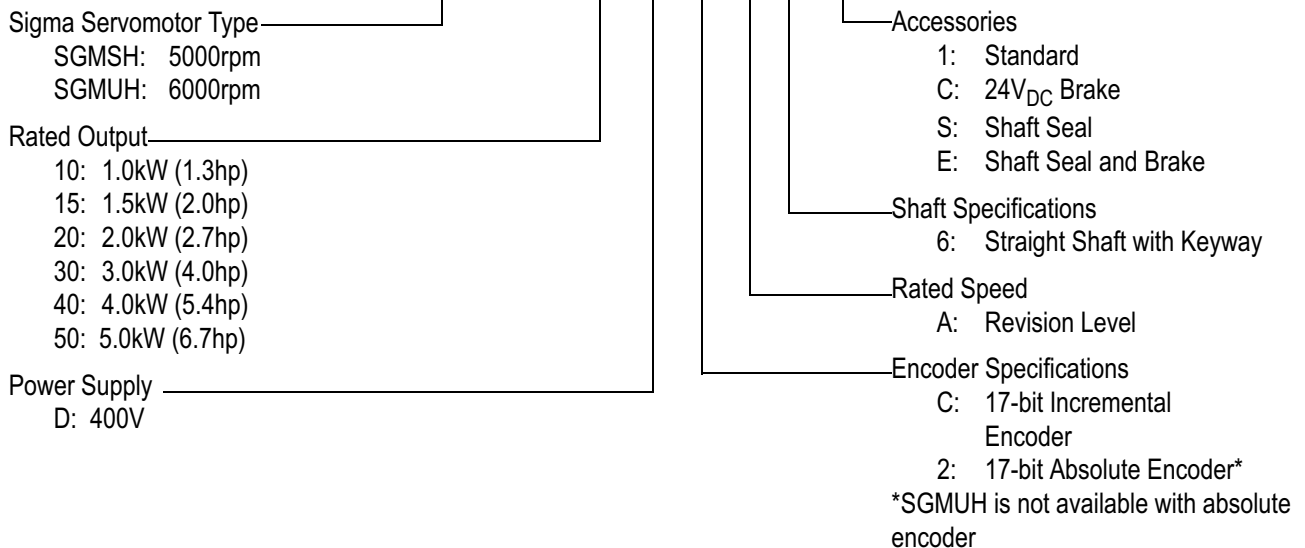 Sigma Servomotor Type
SGMSH: 5000rpm
SGMUH: 6000rpm
Rated Output
10: 1.0kW (1.3hp)
15: 1.5kW (2.0hp)
20: 2.0kW (2.7hp)
30: 3.0kW (4.0hp)
40: 4.0kW (5.4hp)
50: 5.0kW (6.7hp)
Power Supply
D: 400V
Accessories
1: Standard
C: 24VDC Brake
S: Shaft Seal
E: Shaft Seal and Brake
Shaft Specifications
6: Straight Shaft with Keyway
Rated Speed
A: Revision Level
Encoder Specifications
C: 17-bit Incremental
Encoder
2: 17-bit Absolute Encoder*
*SGMUH is not available with absolute
encoder